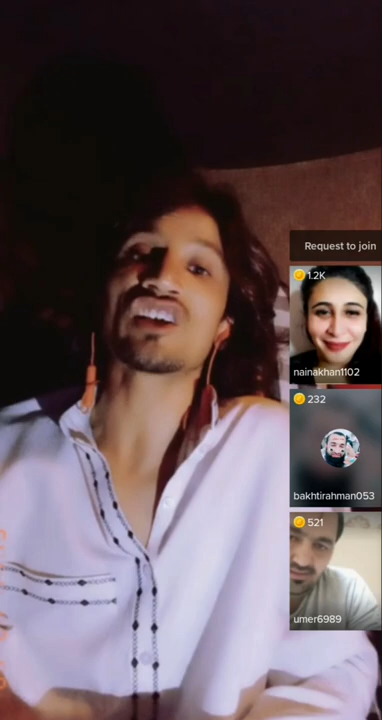 Request to join
1.2K
nainakhan1102
232
bakhtirahman053
521
umer6989